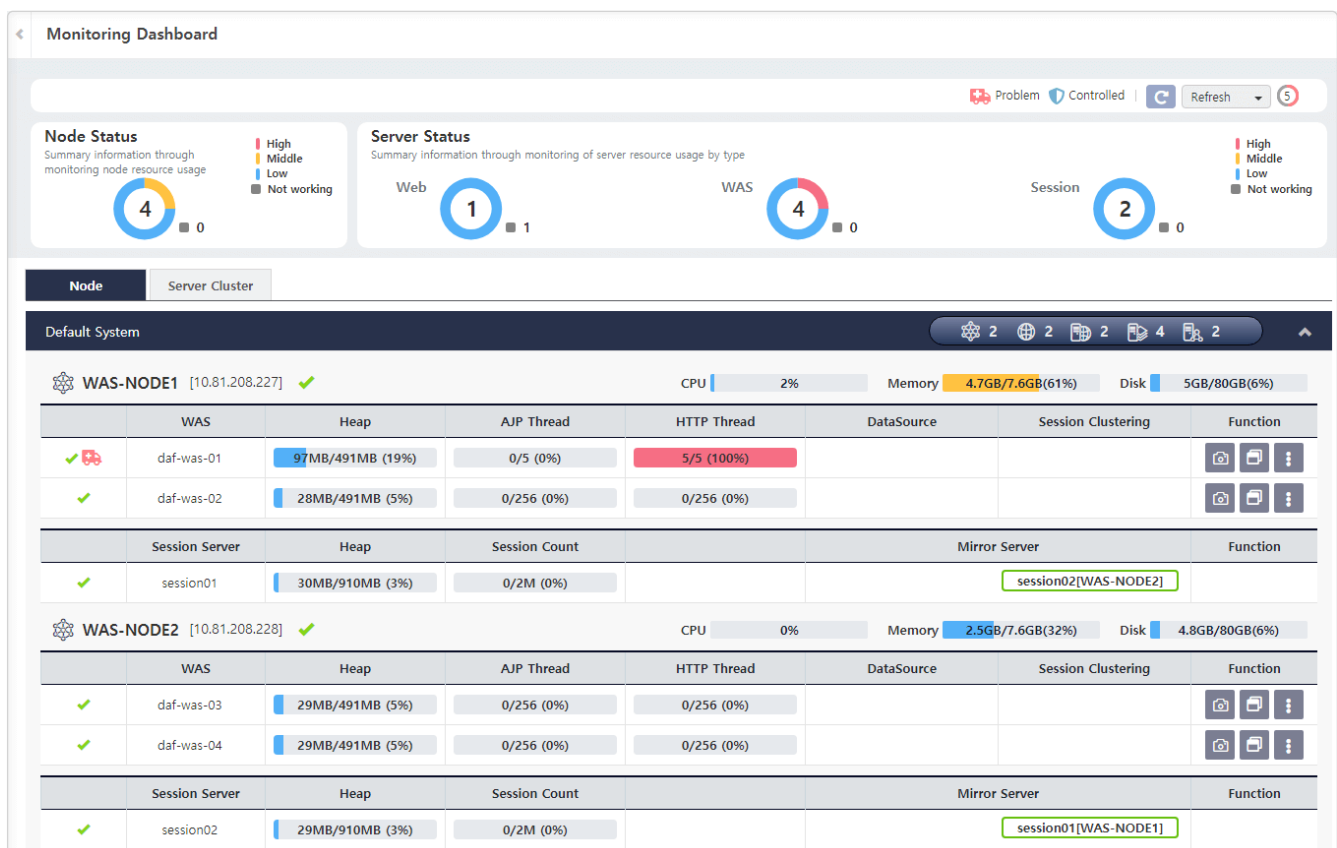 Monitoring Dashboard
Problem Controlled Refresh 5
Node Status
Summary information through
monitoring node resource usage
High
Middle
Low
Not working
4
0
Server Status
Summary information through monitoring of server resource usage by type
High
Middle
Low
Not working
Web
1
1
WAS
4
0
Session
2
0
Node Server Cluster
Default System 2 2 2 4 2
WAS-NODE1 [10.81.208.227] CPU 2% Memory 4.7GB/7.6GB(61%) Disk 5GB/80GB(6%)
WAS Heap AJP Thread HTTP Thread DataSource Session Clustering Function
daf-was-01 97MB/491MB (19%) 0/5 (0%) 5/5 (100%)
daf-was-02 28MB/491MB (5%) 0/256 (0%) 0/256 (0%)
Session Server Heap Session Count Mirror Server Function
session01 30MB/910MB (3%) 0/2M (0%) session02[WAS-NODE2]
WAS-NODE2 [10.81.208.228] CPU 0% Memory 2.5GB/7.6GB(32%) Disk 4.8GB/80GB(6%)
WAS Heap AJP Thread HTTP Thread DataSource Session Clustering Function
daf-was-03 29MB/491MB (5%) 0/256 (0%) 0/256 (0%)
daf-was-04 29MB/491MB (5%) 0/256 (0%) 0/256 (0%)
Session Server Heap Session Count Mirror Server Function
session02 29MB/910MB (3%) 0/2M (0%) session01[WAS-NODE1]